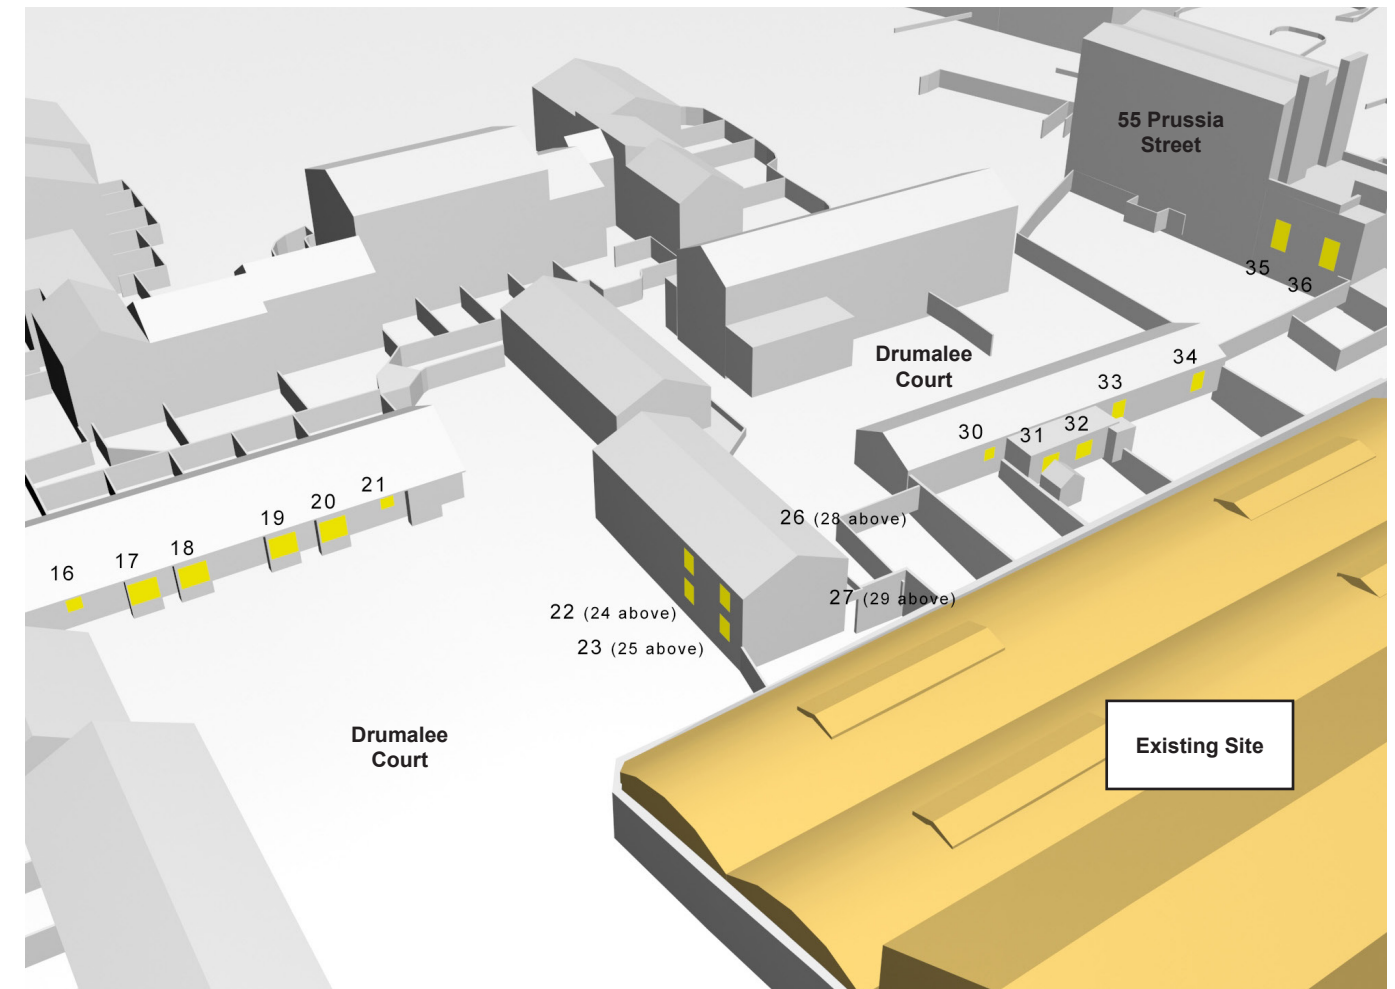 55 Prussia
Street
35
36
Drumalee
Court
34
33
32
31
30
21
20
19
18
17
16
26 (28 above)
27 (29 above)
22 (24 above)
23 (25 above)
Drumalee
Court
Existing Site